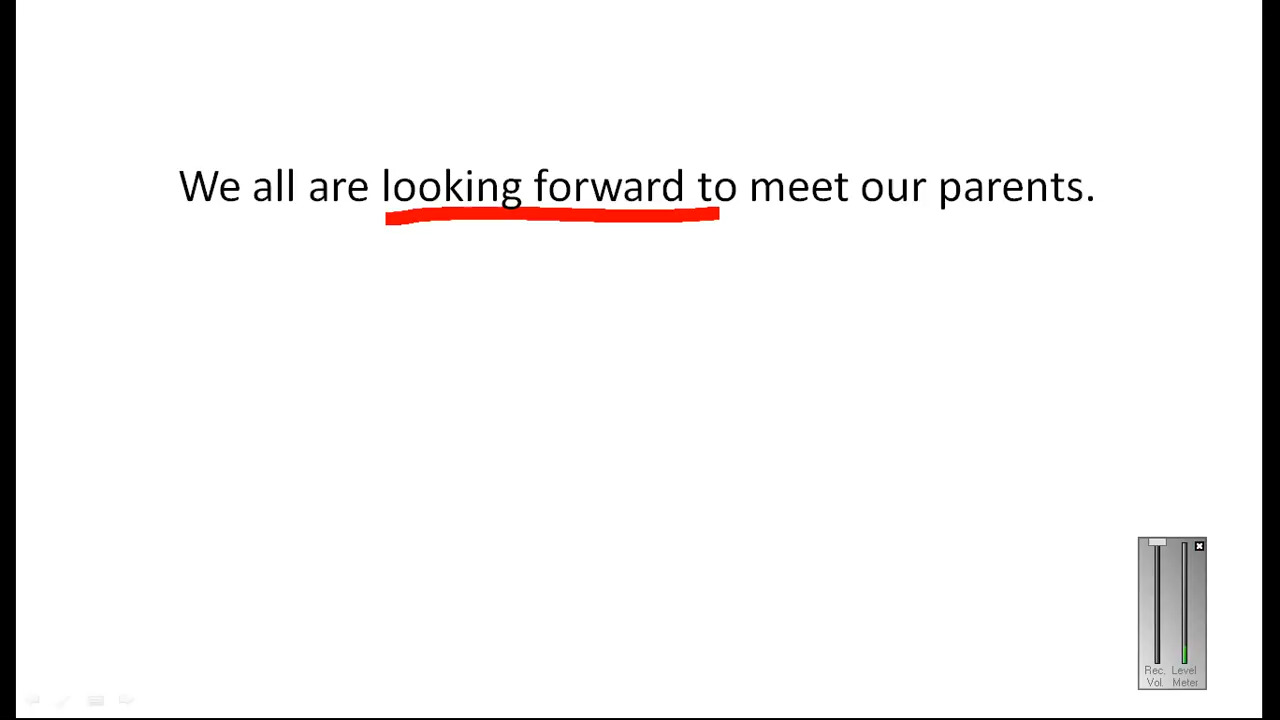 We all are looking forward to meet our parents.
Rec. Level
Vol. Meter